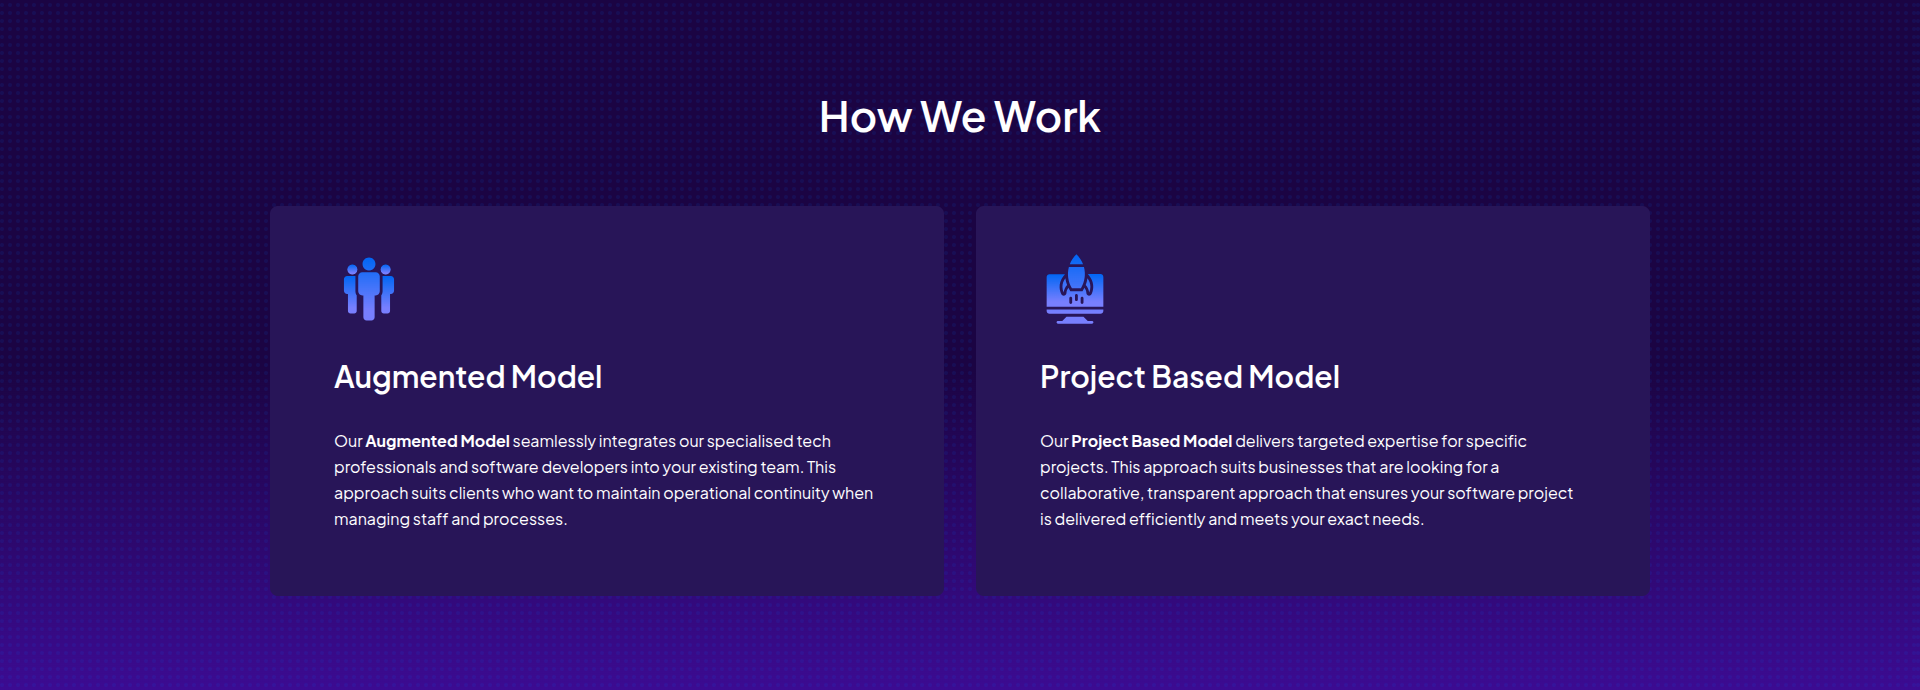 How We Work
Augmented Model
Our Augmented Model seamlessly integrates our specialised tech
professionals and software developers into your existing team. This
approach suits clients who want to maintain operational continuity when
managing staff and processes.
Project Based Model
Our Project Based Model delivers targeted expertise for specific
projects. This approach suits businesses that are looking for a
collaborative, transparent approach that ensures your software project
is delivered efficiently and meets your exact needs.